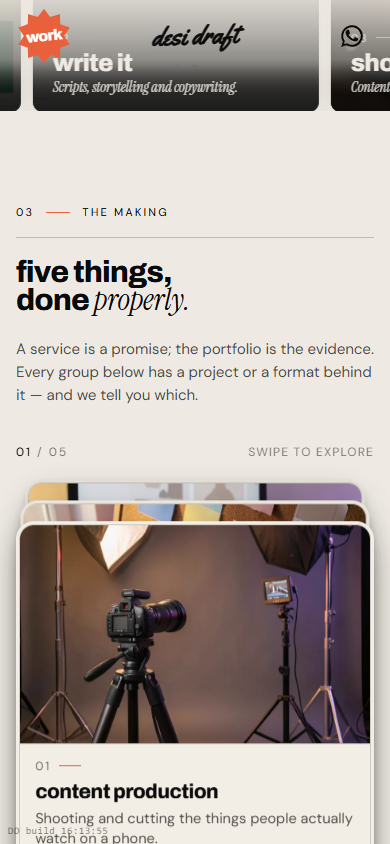 work
desi draft
write it
Scripts, storytelling and copywriting.
sho
Content
03 — THE MAKING
five things,
done properly.
A service is a promise; the portfolio is the evidence.
Every group below has a project or a format behind
it — and we tell you which.
01 / 05
SWIPE TO EXPLORE
01 —
content production
Shooting and cutting the things people actually
watch on a phone.
DD build 16:13:55